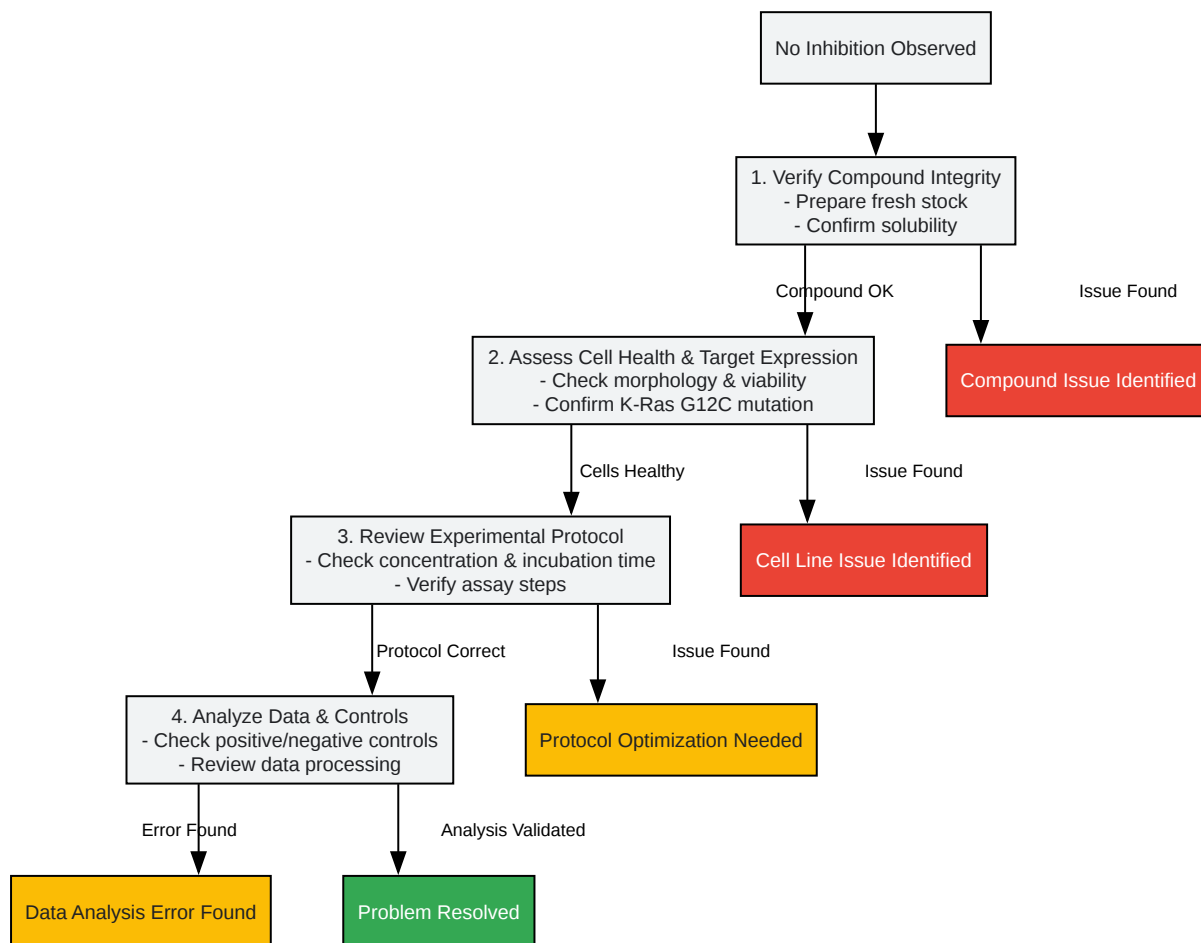 No Inhibition Observed
1. Verify Compound Integrity
- Prepare fresh stock
- Confirm solubility
Compound OK
Issue Found
2. Assess Cell Health & Target Expression
- Check morphology & viability
- Confirm K-Ras G12C mutation
Compound Issue Identified
Cells Healthy
Issue Found
3. Review Experimental Protocol
- Check concentration & incubation time
- Verify assay steps
Cell Line Issue Identified
Protocol Correct
Issue Found
4. Analyze Data & Controls
- Check positive/negative controls
- Review data processing
Protocol Optimization Needed
Error Found
Analysis Validated
Data Analysis Error Found
Problem Resolved